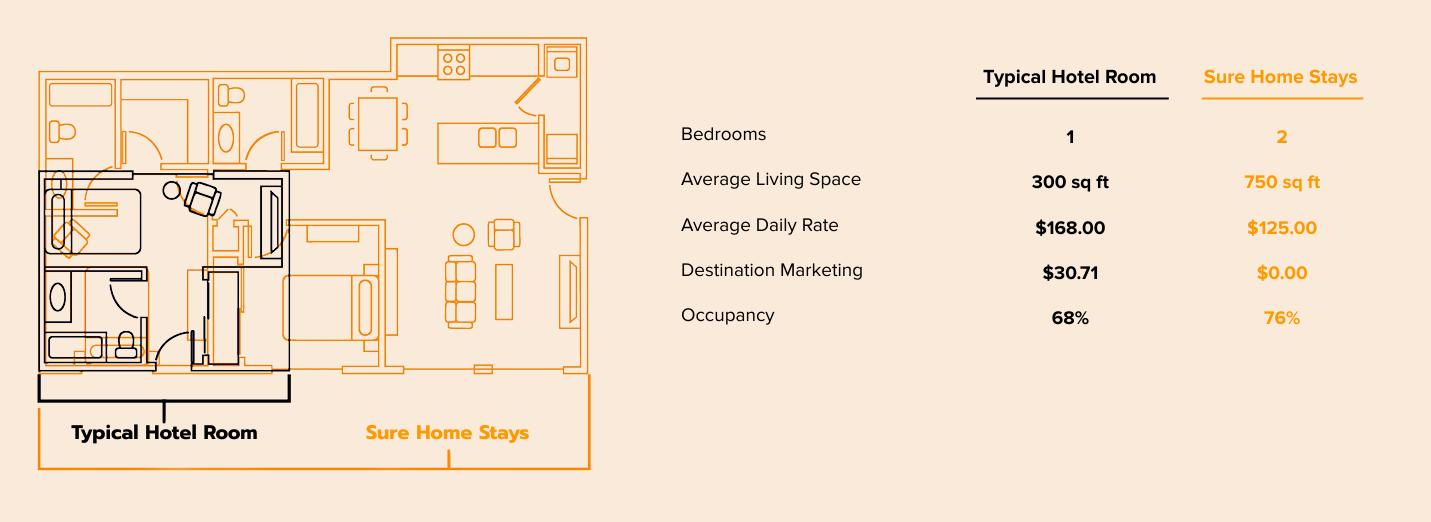 Typical Hotel Room Sure Home Stays
Bedrooms 1 2
Average Living Space 300 sq ft 750 sq ft
Average Daily Rate $168.00 $125.00
Destination Marketing $30.71 $0.00
Occupancy 68% 76%
Typical Hotel Room Sure Home Stays